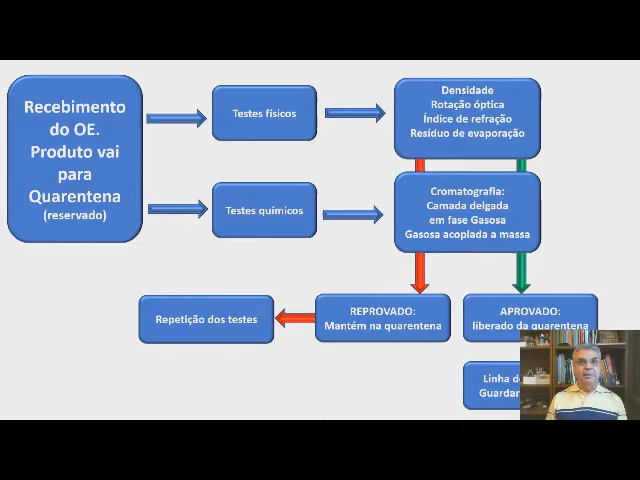 Recebimento
do OE.
Produto vai
para
Quarentena
(reservado)
Testes físicos
Densidade
Rotação óptica
Índice de refração
Resíduo de evaporação
Testes químicos
Cromatografia:
Camada delgada
em fase Gasosa
Gasosa acoplada a massa
Repetição dos testes
REPROVADO:
Mantém na quarentena
APROVADO:
liberado da quarentena
Linha